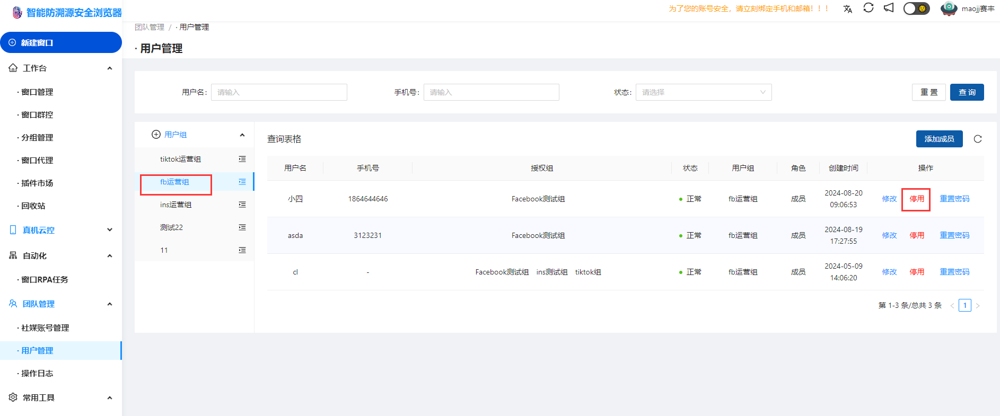 智能防溯源安全浏览器
为了您的账号安全，请立刻绑定手机和邮箱！！！
maojj赛丰
新建窗口
工作台
· 窗口管理
· 窗口群控
· 分组管理
· 窗口代理
· 插件市场
· 回收站
真机云控
自动化
· 窗口RPA任务
团队管理
· 社媒账号管理
· 用户管理
· 操作日志
常用工具
团队管理 / · 用户管理
· 用户管理
用户名: 请输入 手机号: 请输入 状态: 请选择 重 置 查 询
用户组
tiktok运营组
fb运营组
ins运营组
测试22
11
查询表格 添加成员
用户名 手机号 授权组 状态 用户组 角色 创建时间 操作
小四 1864644646 Facebook测试组 正常 fb运营组 成员 2024-08-20 09:06:53 修改 停用 重置密码
asda 3123231 Facebook测试组 正常 fb运营组 成员 2024-08-19 17:27:55 修改 停用 重置密码
cl - Facebook测试组 ins测试组 tiktok组 正常 fb运营组 成员 2024-05-09 14:06:20 修改 停用 重置密码
第 1-3 条/总共 3 条 < 1 >